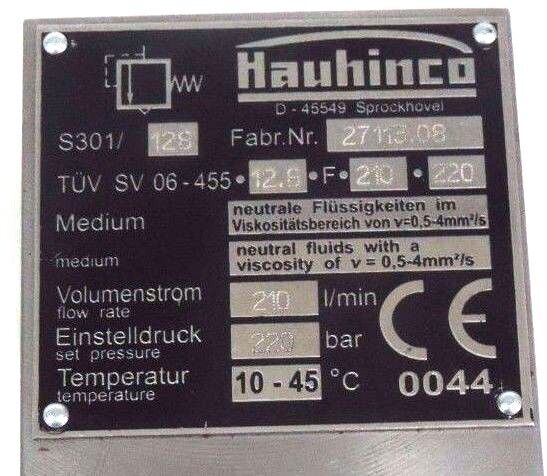 Hauhinco
D - 45549 Sprockhövel
S301/ 128 Fabr.Nr. 27113.08
TÜV SV 06 - 455 • 12.8 • F • 210 • 220
Medium neutrale Flüssigkeiten im
Viskositätsbereich von v=0,5-4mm²/s
medium neutral fluids with a
viscosity of v = 0,5-4mm²/s
Volumenstrom 210 l/min
flow rate
Einstelldruck 220 bar
set pressure
Temperatur 10 - 45 °C
temperature
CE 0044